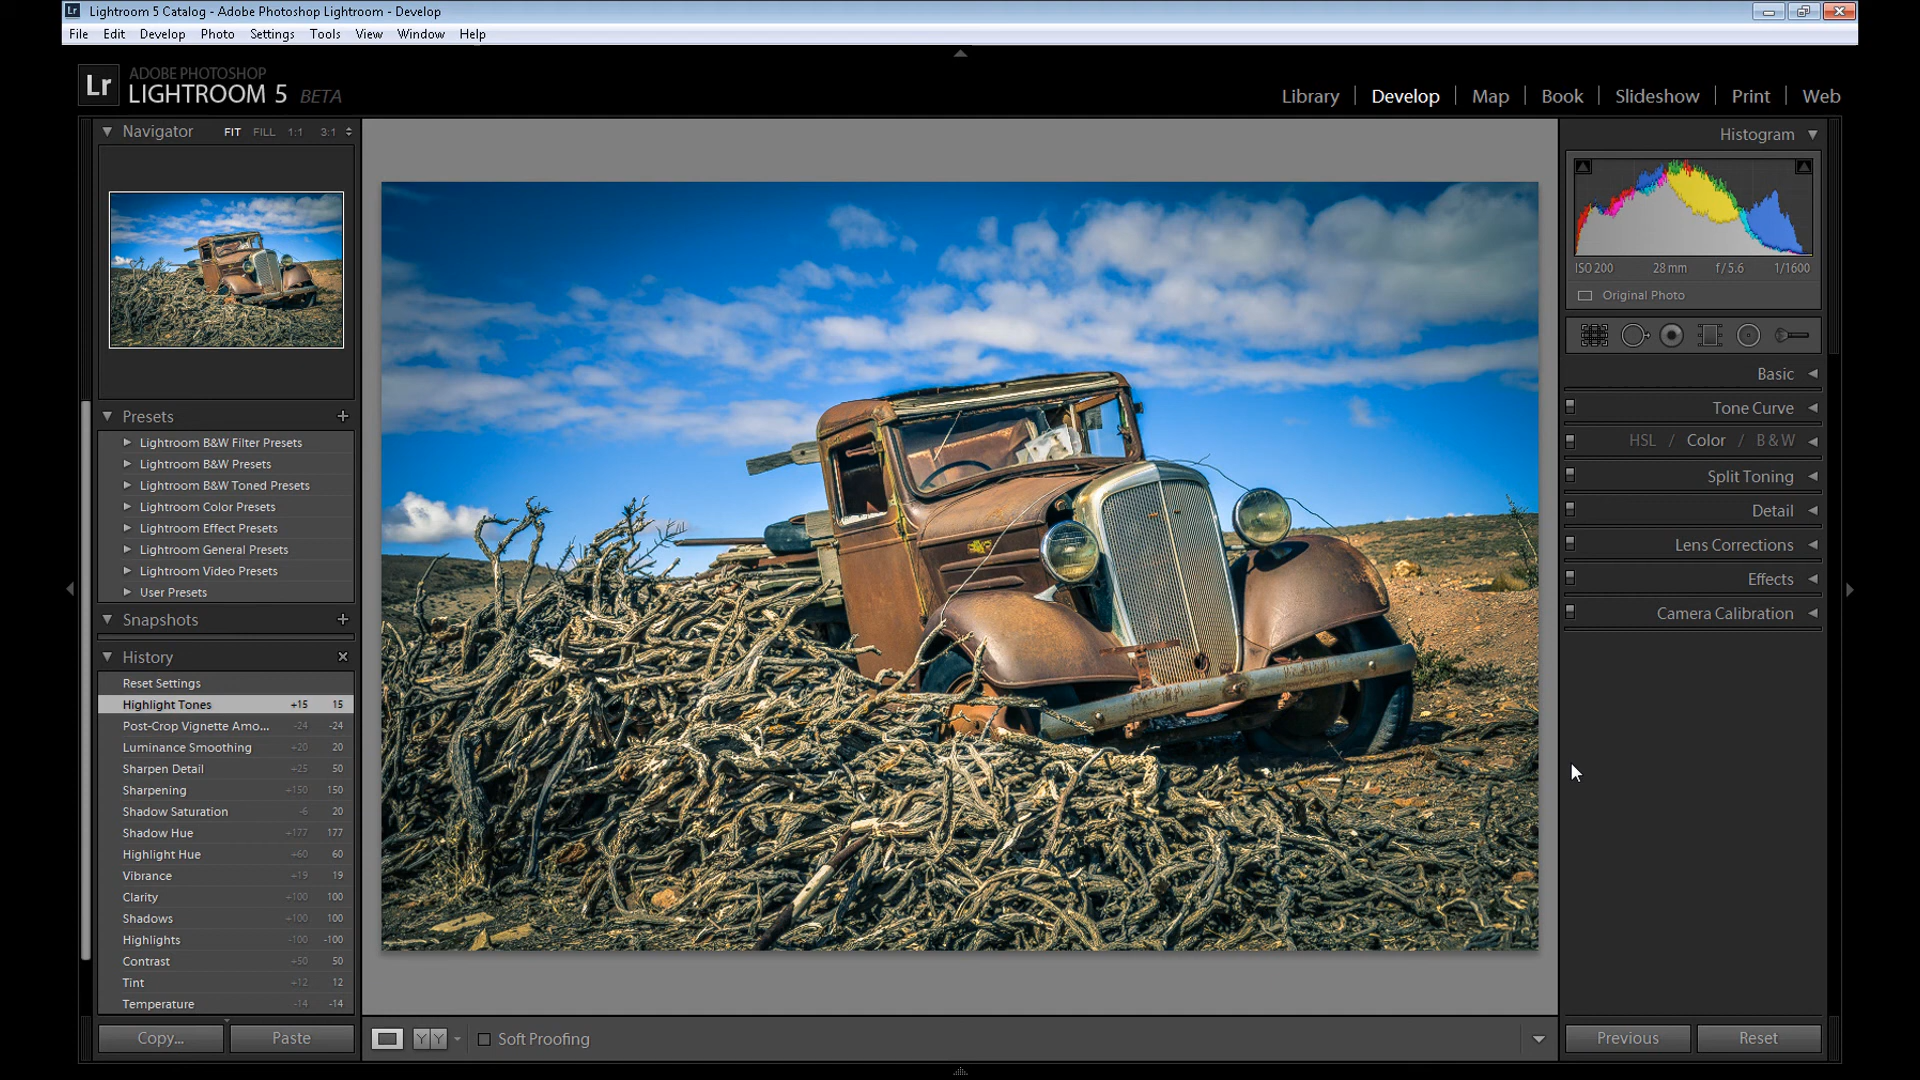 Lightroom 5 Catalog - Adobe Photoshop Lightroom - Develop
File Edit Develop Photo Settings Tools View Window Help
Lr
ADOBE PHOTOSHOP
LIGHTROOM 5 BETA
Library | Develop | Map | Book | Slideshow | Print | Web
Navigator FIT FILL 1:1 3:1
Presets +
Lightroom B&W Filter Presets
Lightroom B&W Presets
Lightroom B&W Toned Presets
Lightroom Color Presets
Lightroom Effect Presets
Lightroom General Presets
Lightroom Video Presets
User Presets
Snapshots +
History
Reset Settings
Highlight Tones +15 15
Post-Crop Vignette Amo... -24 -24
Luminance Smoothing +20 20
Sharpen Detail +25 50
Sharpening +150 150
Shadow Saturation -6 20
Shadow Hue +177 177
Highlight Hue +60 60
Vibrance +19 19
Clarity +100 100
Shadows +100 100
Highlights -100 -100
Contrast +50 50
Tint +12 12
Temperature -14 -14
Copy... Paste
YY Soft Proofing
Histogram
ISO 200 28 mm f / 5.6 1/1600
Original Photo
Basic
Tone Curve
HSL / Color / B & W
Split Toning
Detail
Lens Corrections
Effects
Camera Calibration
Previous Reset